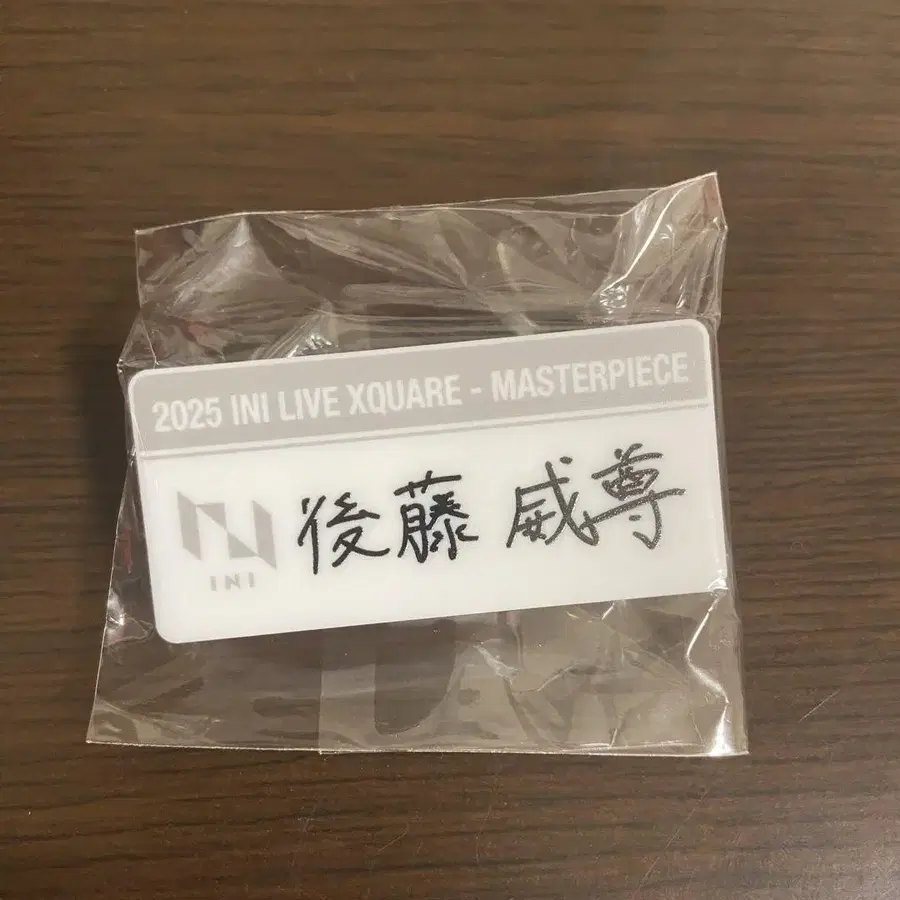 2025 INI LIVE XQUARE - MASTERPIECE
後藤 威尊
INI